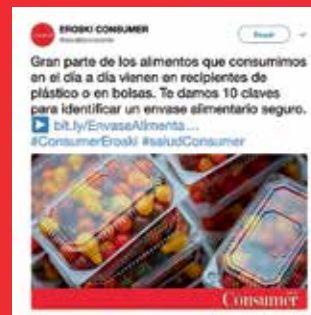 EROSKI CONSUMER
Gran parte de los alimentos que consumimos
en el día a día vienen en recipientes de
plástico o en bolsas. Te damos 10 claves
para identificar un envase alimentario seguro.
bit.ly/EnvaseAlimenta...
#ConsumerEroski #saludConsumer
Consumer